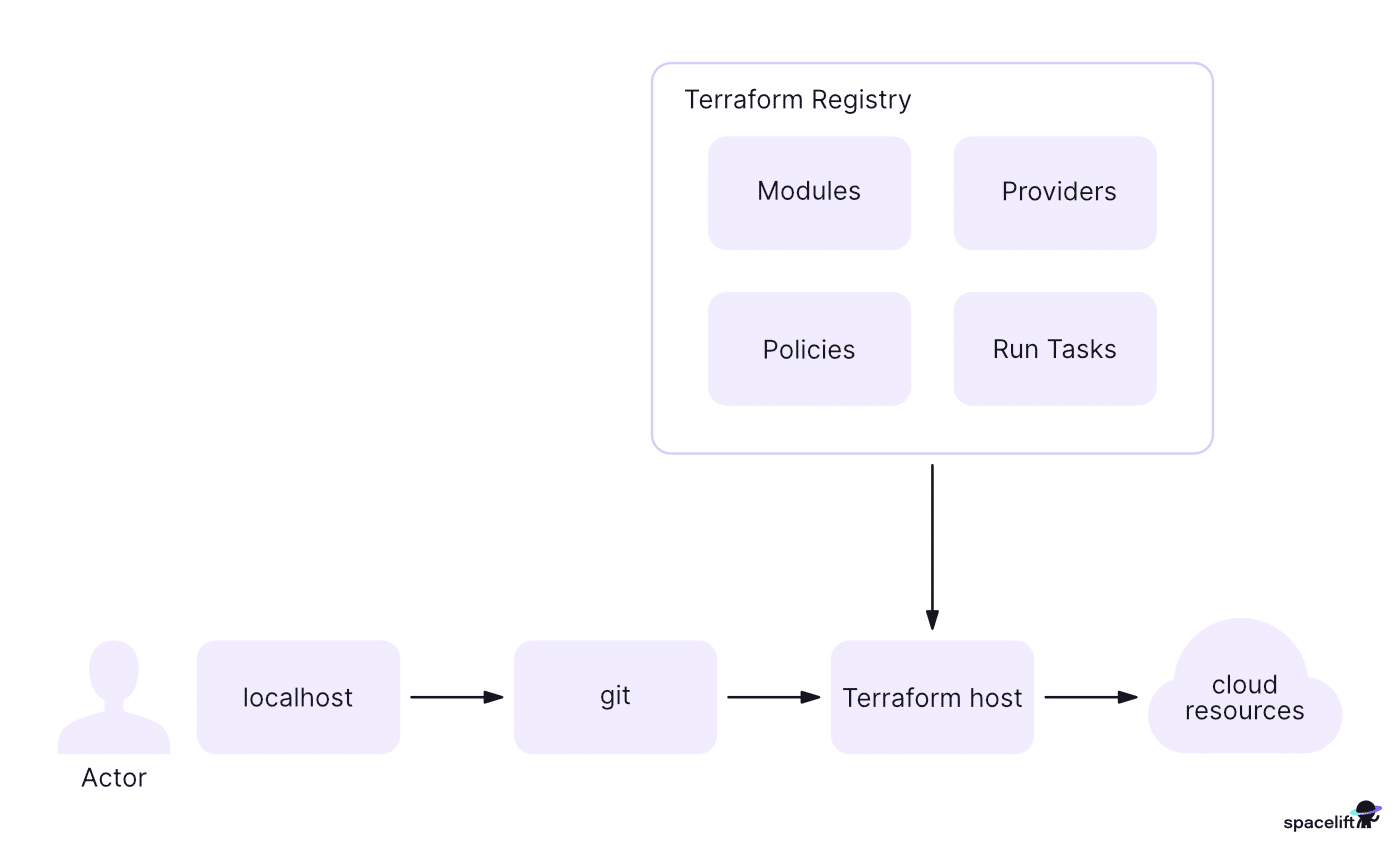 Terraform Registry
Modules
Providers
Policies
Run Tasks
localhost
git
Terraform host
cloud
resources
Actor
spacelift